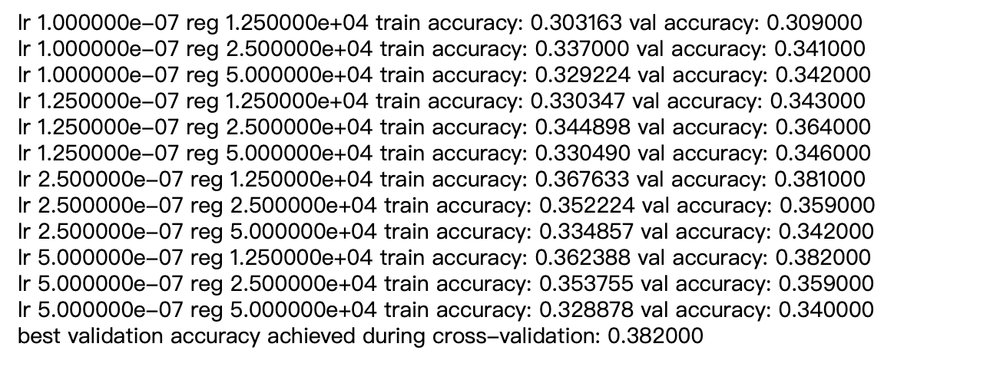 lr 1.000000e−07 reg 1.250000e+04 train accuracy: 0.303163 val accuracy: 0.309000
lr 1.000000e−07 reg 2.500000e+04 train accuracy: 0.337000 val accuracy: 0.341000
lr 1.000000e−07 reg 5.000000e+04 train accuracy: 0.329224 val accuracy: 0.342000
lr 1.250000e−07 reg 1.250000e+04 train accuracy: 0.330347 val accuracy: 0.343000
lr 1.250000e−07 reg 2.500000e+04 train accuracy: 0.344898 val accuracy: 0.364000
lr 1.250000e−07 reg 5.000000e+04 train accuracy: 0.330490 val accuracy: 0.346000
lr 2.500000e−07 reg 1.250000e+04 train accuracy: 0.367633 val accuracy: 0.381000
lr 2.500000e−07 reg 2.500000e+04 train accuracy: 0.352224 val accuracy: 0.359000
lr 2.500000e−07 reg 5.000000e+04 train accuracy: 0.334857 val accuracy: 0.342000
lr 5.000000e−07 reg 1.250000e+04 train accuracy: 0.362388 val accuracy: 0.382000
lr 5.000000e−07 reg 2.500000e+04 train accuracy: 0.353755 val accuracy: 0.359000
lr 5.000000e−07 reg 5.000000e+04 train accuracy: 0.328878 val accuracy: 0.340000
best validation accuracy achieved during cross−validation: 0.382000